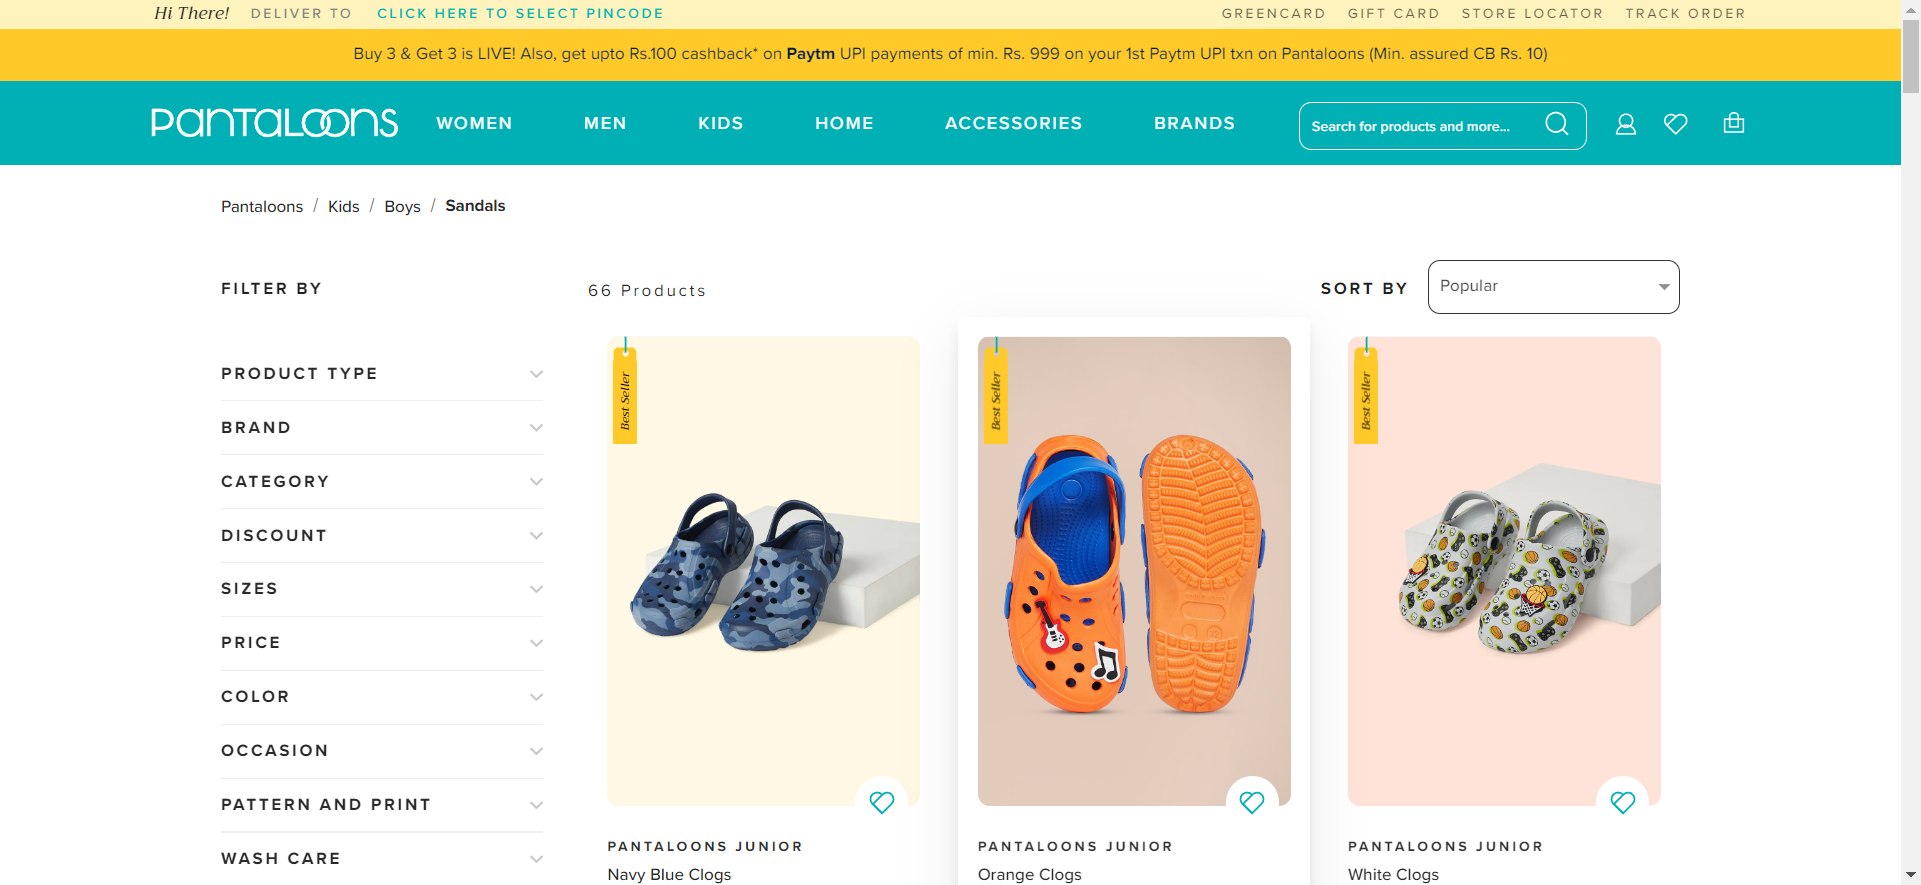 Hi There! DELIVER TO CLICK HERE TO SELECT PINCODE GREENCARD GIFT CARD STORE LOCATOR TRACK ORDER
Buy 3 & Get 3 is LIVE! Also, get upto Rs.100 cashback* on Paytm UPI payments of min. Rs. 999 on your 1st Paytm UPI txn on Pantaloons (Min. assured CB Rs. 10)
PANTALOONS WOMEN MEN KIDS HOME ACCESSORIES BRANDS Search for products and more...
Pantaloons / Kids / Boys / Sandals
FILTER BY
66 Products
SORT BY Popular
PRODUCT TYPE
BRAND
CATEGORY
DISCOUNT
SIZES
PRICE
COLOR
OCCASION
PATTERN AND PRINT
WASH CARE
Best Seller
Best Seller
Best Seller
PANTALOONS JUNIOR
Navy Blue Clogs
PANTALOONS JUNIOR
Orange Clogs
PANTALOONS JUNIOR
White Clogs